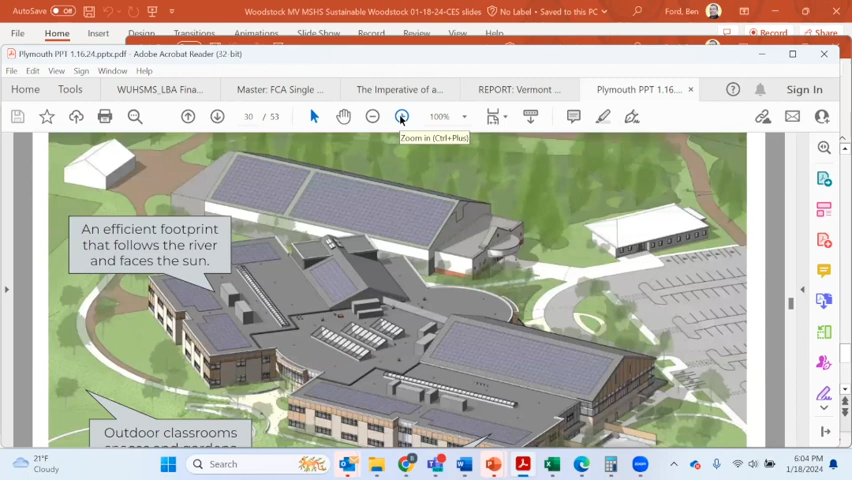 AutoSave Off
Woodstock MV MSHS Sustainable Woodstock 01-18-24-CES slides
No Label • Saved to this PC
Ford, Ben
File Home Insert Draw Design Transitions Animations Slide Show Record Review View Help
Record Share
Plymouth PPT 1.16.24.pptx.pdf - Adobe Acrobat Reader (32-bit)
File Edit View Sign Window Help
Home Tools WUHSMS_LBA Fina... Master: FCA Single ... The Imperative of a... REPORT: Vermont ... Plymouth PPT 1.16.... × Sign In
30 / 53 100%
Zoom in (Ctrl+Plus)
An efficient footprint
that follows the river
and faces the sun.
Outdoor classrooms
21°F
Cloudy
Search
6:04 PM
1/18/2024